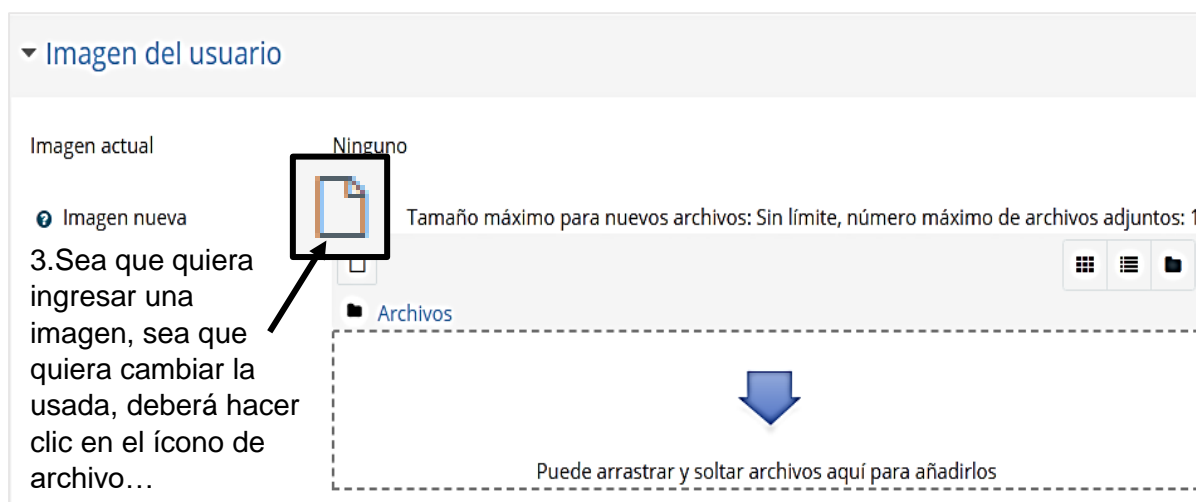 Imagen del usuario
Imagen actual
Ninguno
Imagen nueva
Tamaño máximo para nuevos archivos: Sin límite, número máximo de archivos adjuntos: 1
3.Sea que quiera
ingresar una
imagen, sea que
quiera cambiar la
usada, deberá hacer
clic en el ícono de
archivo…
Archivos
Puede arrastrar y soltar archivos aquí para añadirlos